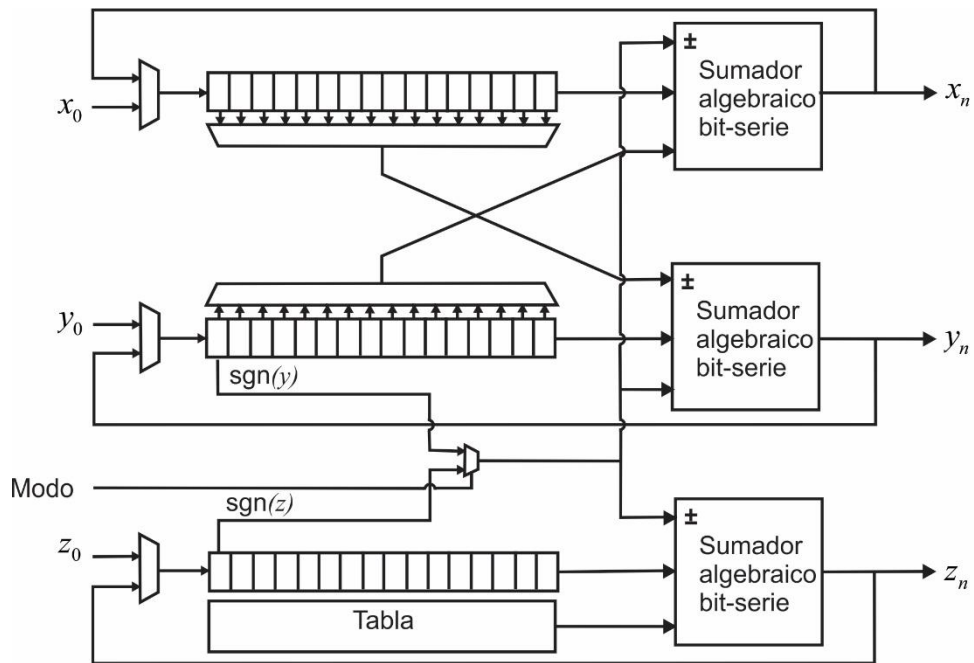 ±
Sumador
algebraico
bit-serie
x₀
xₙ
±
Sumador
algebraico
bit-serie
y₀
yₙ
sgn(y)
Modo
sgn(z)
±
Sumador
algebraico
bit-serie
z₀
zₙ
Tabla